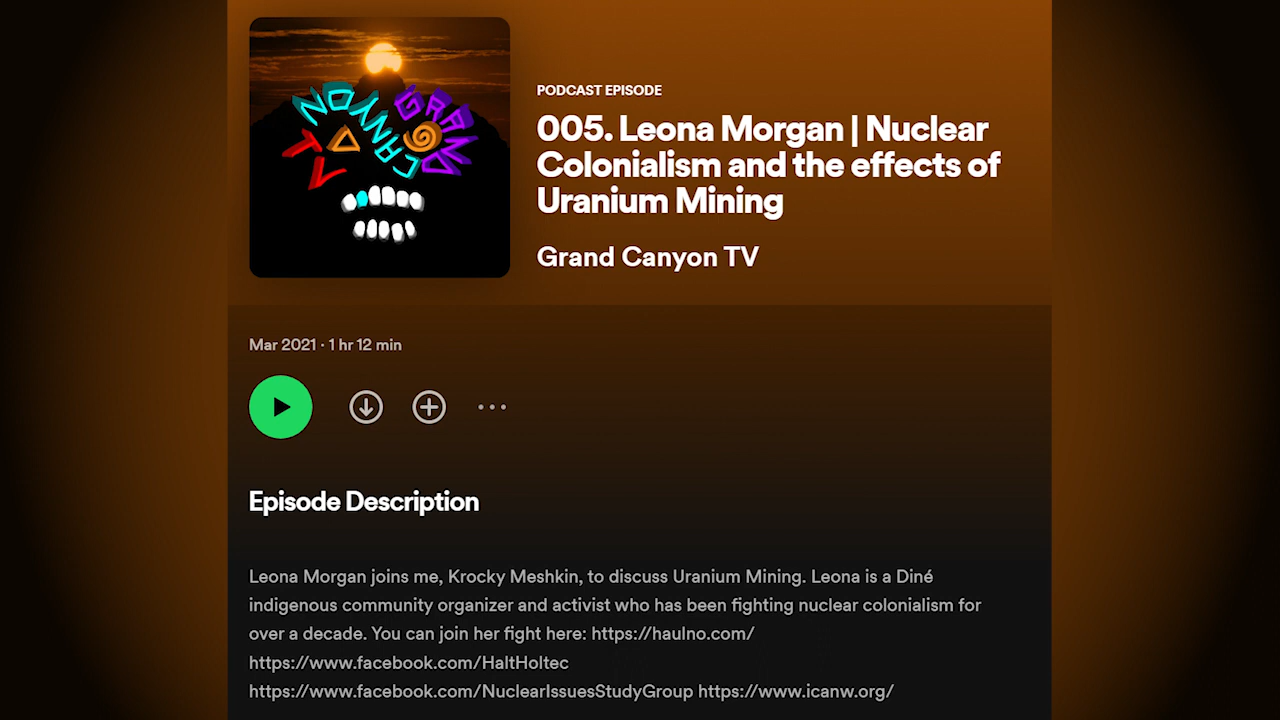 GRAND
CANYON
TV
PODCAST EPISODE
005. Leona Morgan | Nuclear
Colonialism and the effects of
Uranium Mining
Grand Canyon TV
Mar 2021 · 1 hr 12 min
Episode Description
Leona Morgan joins me, Krocky Meshkin, to discuss Uranium Mining. Leona is a Diné
indigenous community organizer and activist who has been fighting nuclear colonialism for
over a decade. You can join her fight here: https://haulno.com/
https://www.facebook.com/HaltHoltec
https://www.facebook.com/NuclearIssuesStudyGroup https://www.icanw.org/